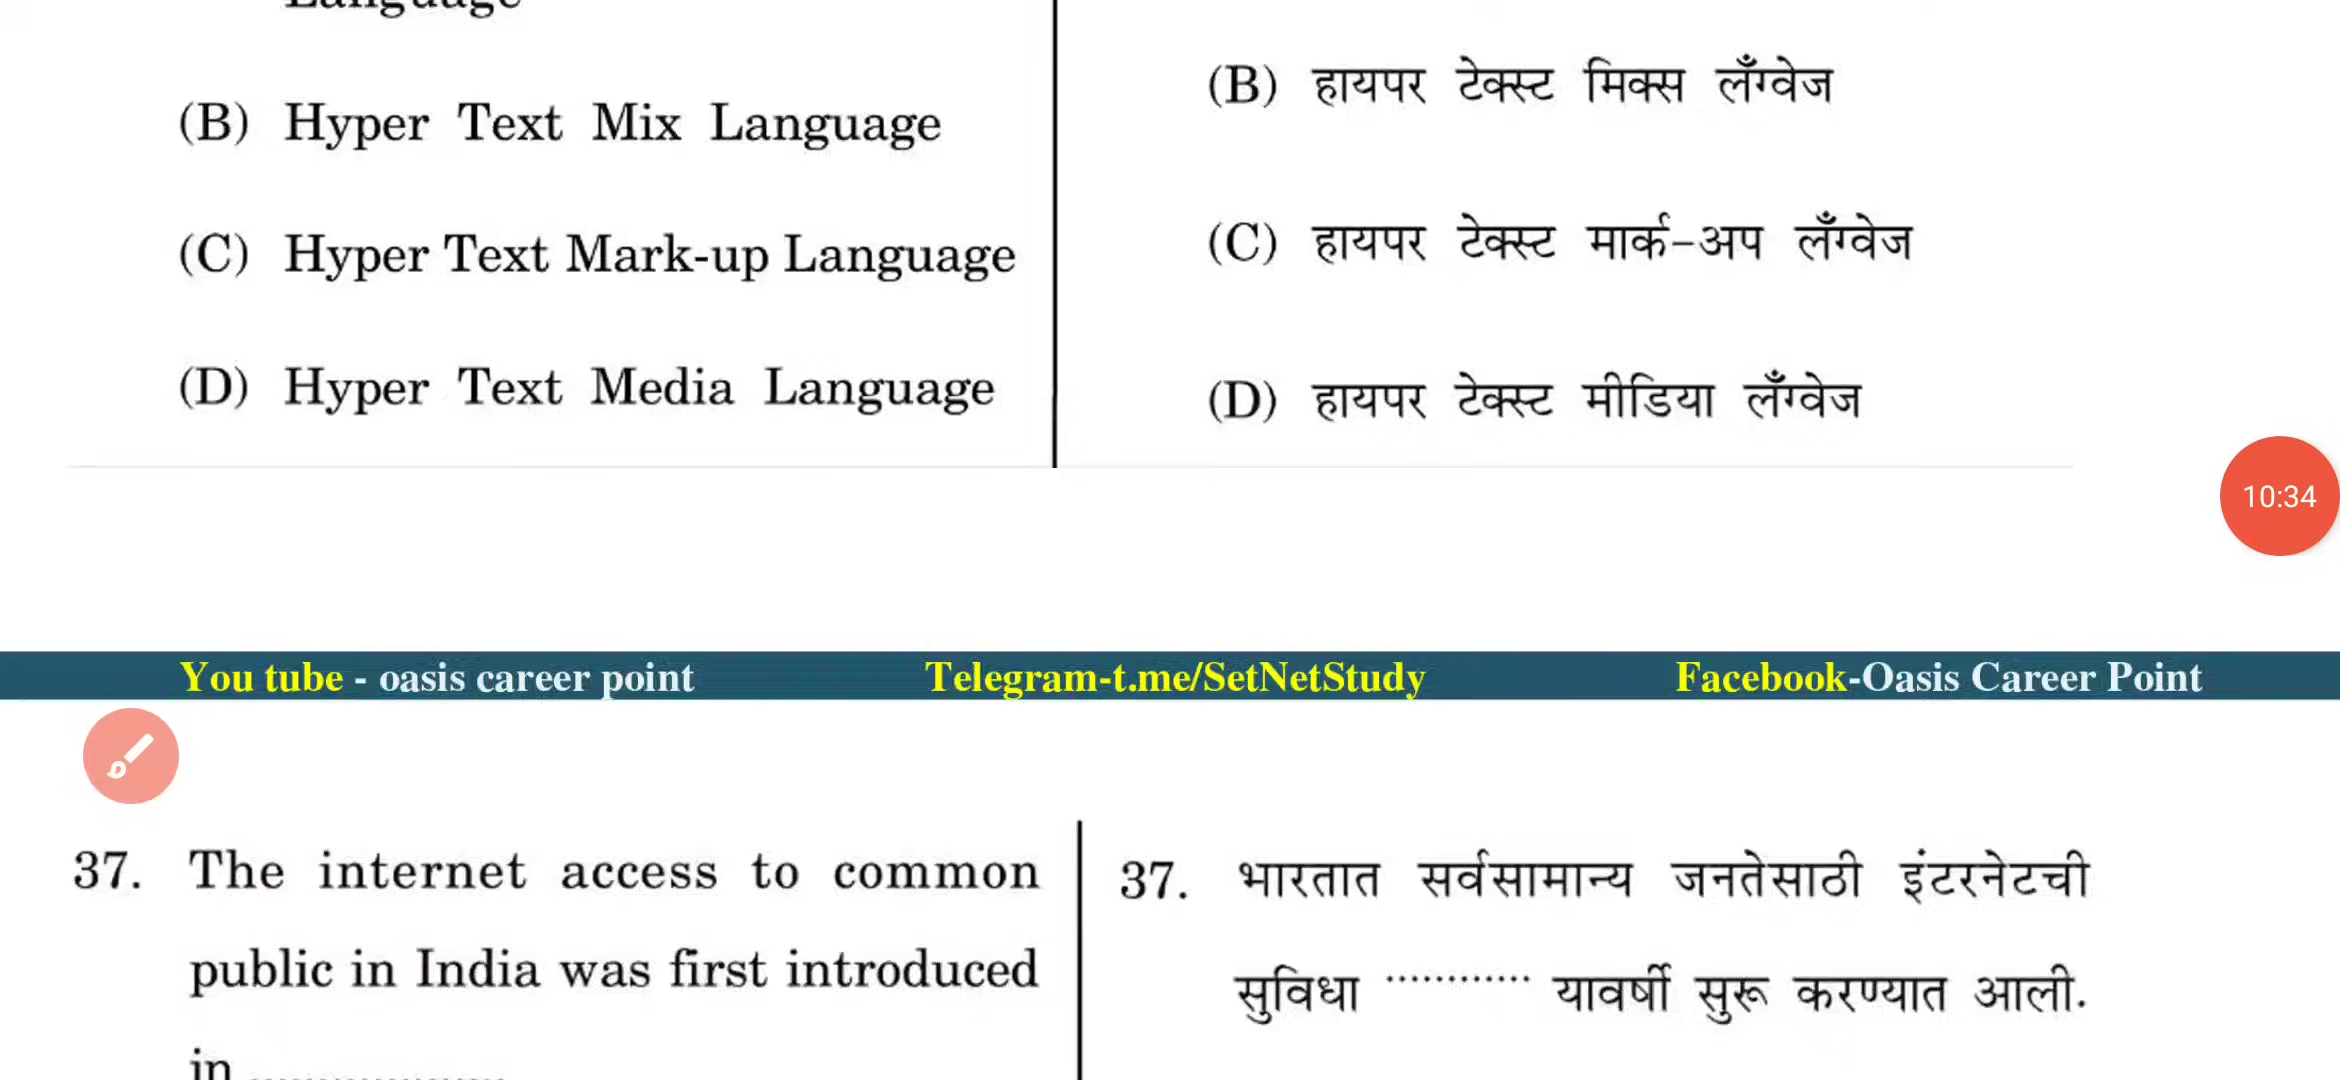 Language
(B) Hyper Text Mix Language
(C) Hyper Text Mark-up Language
(D) Hyper Text Media Language
(B) हायपर टेक्स्ट मिक्स लँग्वेज
(C) हायपर टेक्स्ट मार्क-अप लँग्वेज
(D) हायपर टेक्स्ट मीडिया लँग्वेज
10:34
You tube - oasis career point Telegram-t.me/SetNetStudy Facebook-Oasis Career Point
37. The internet access to common
public in India was first introduced
in ..................
37. भारतात सर्वसामान्य जनतेसाठी इंटरनेटची
सुविधा ............ यावर्षी सुरू करण्यात आली.